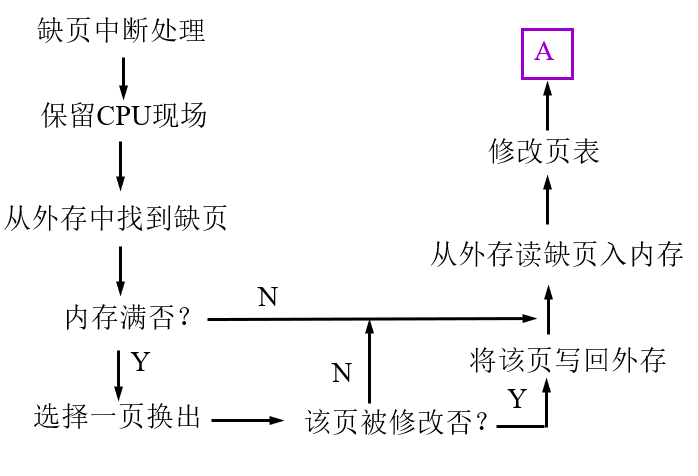 缺页中断处理
保留CPU现场
从外存中找到缺页
内存满否？
N
Y
选择一页换出
该页被修改否？
N
Y
将该页写回外存
从外存读缺页入内存
修改页表
A